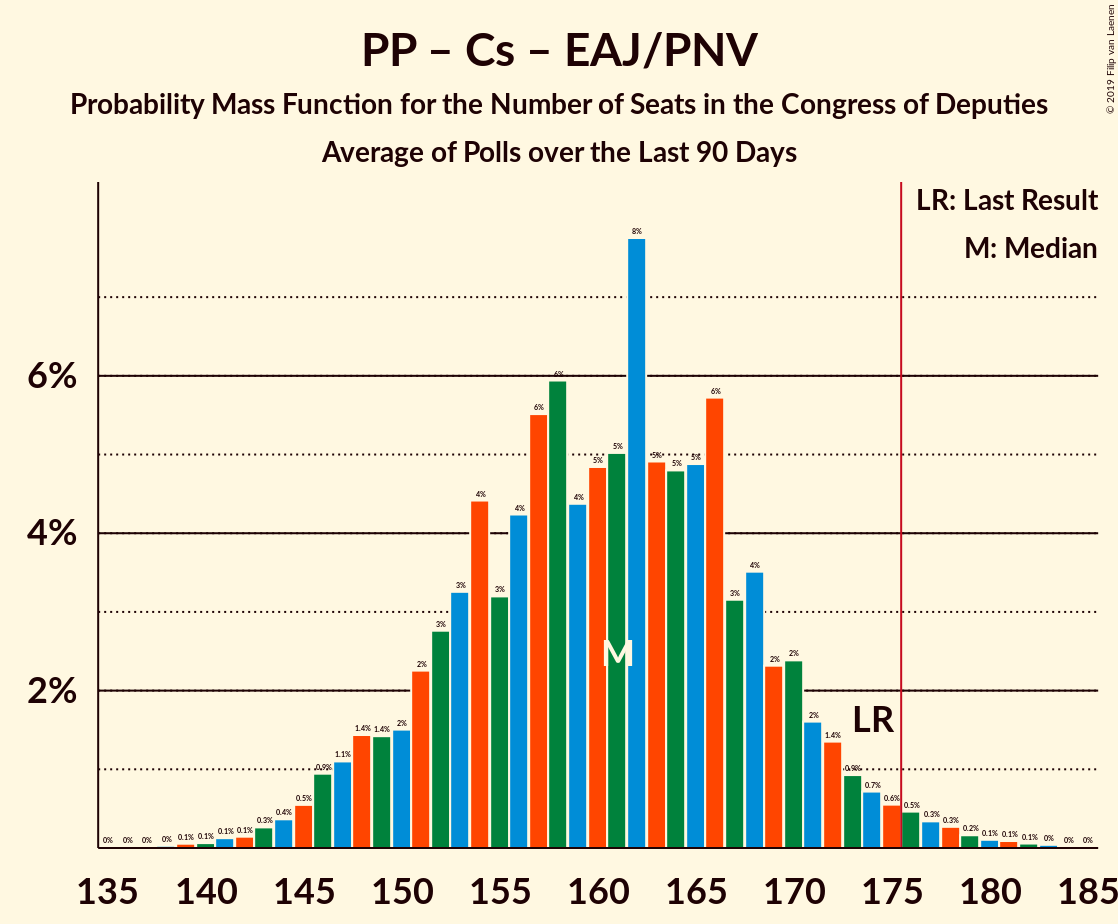 PP – Cs – EAJ/PNV
Probability Mass Function for the Number of Seats in the Congress of Deputies
Average of Polls over the Last 90 Days
© 2019 Filip van Laenen
LR: Last Result
M: Median
6%
4%
2%
0% 0% 0% 0% 0.1% 0.1% 0.1% 0.1% 0.3% 0.4% 0.5% 0.9% 1.1% 1.4% 1.4% 2% 2% 3% 3% 4% 3% 4% 6% 6% 4% 5% 5% 8% 5% 5% 5% 6% 3% 4% 2% 2% 2% 1.4% 0.9% 0.7% 0.6% 0.5% 0.3% 0.3% 0.2% 0.1% 0.1% 0.1% 0% 0% 0%
M
LR
135 140 145 150 155 160 165 170 175 180 185